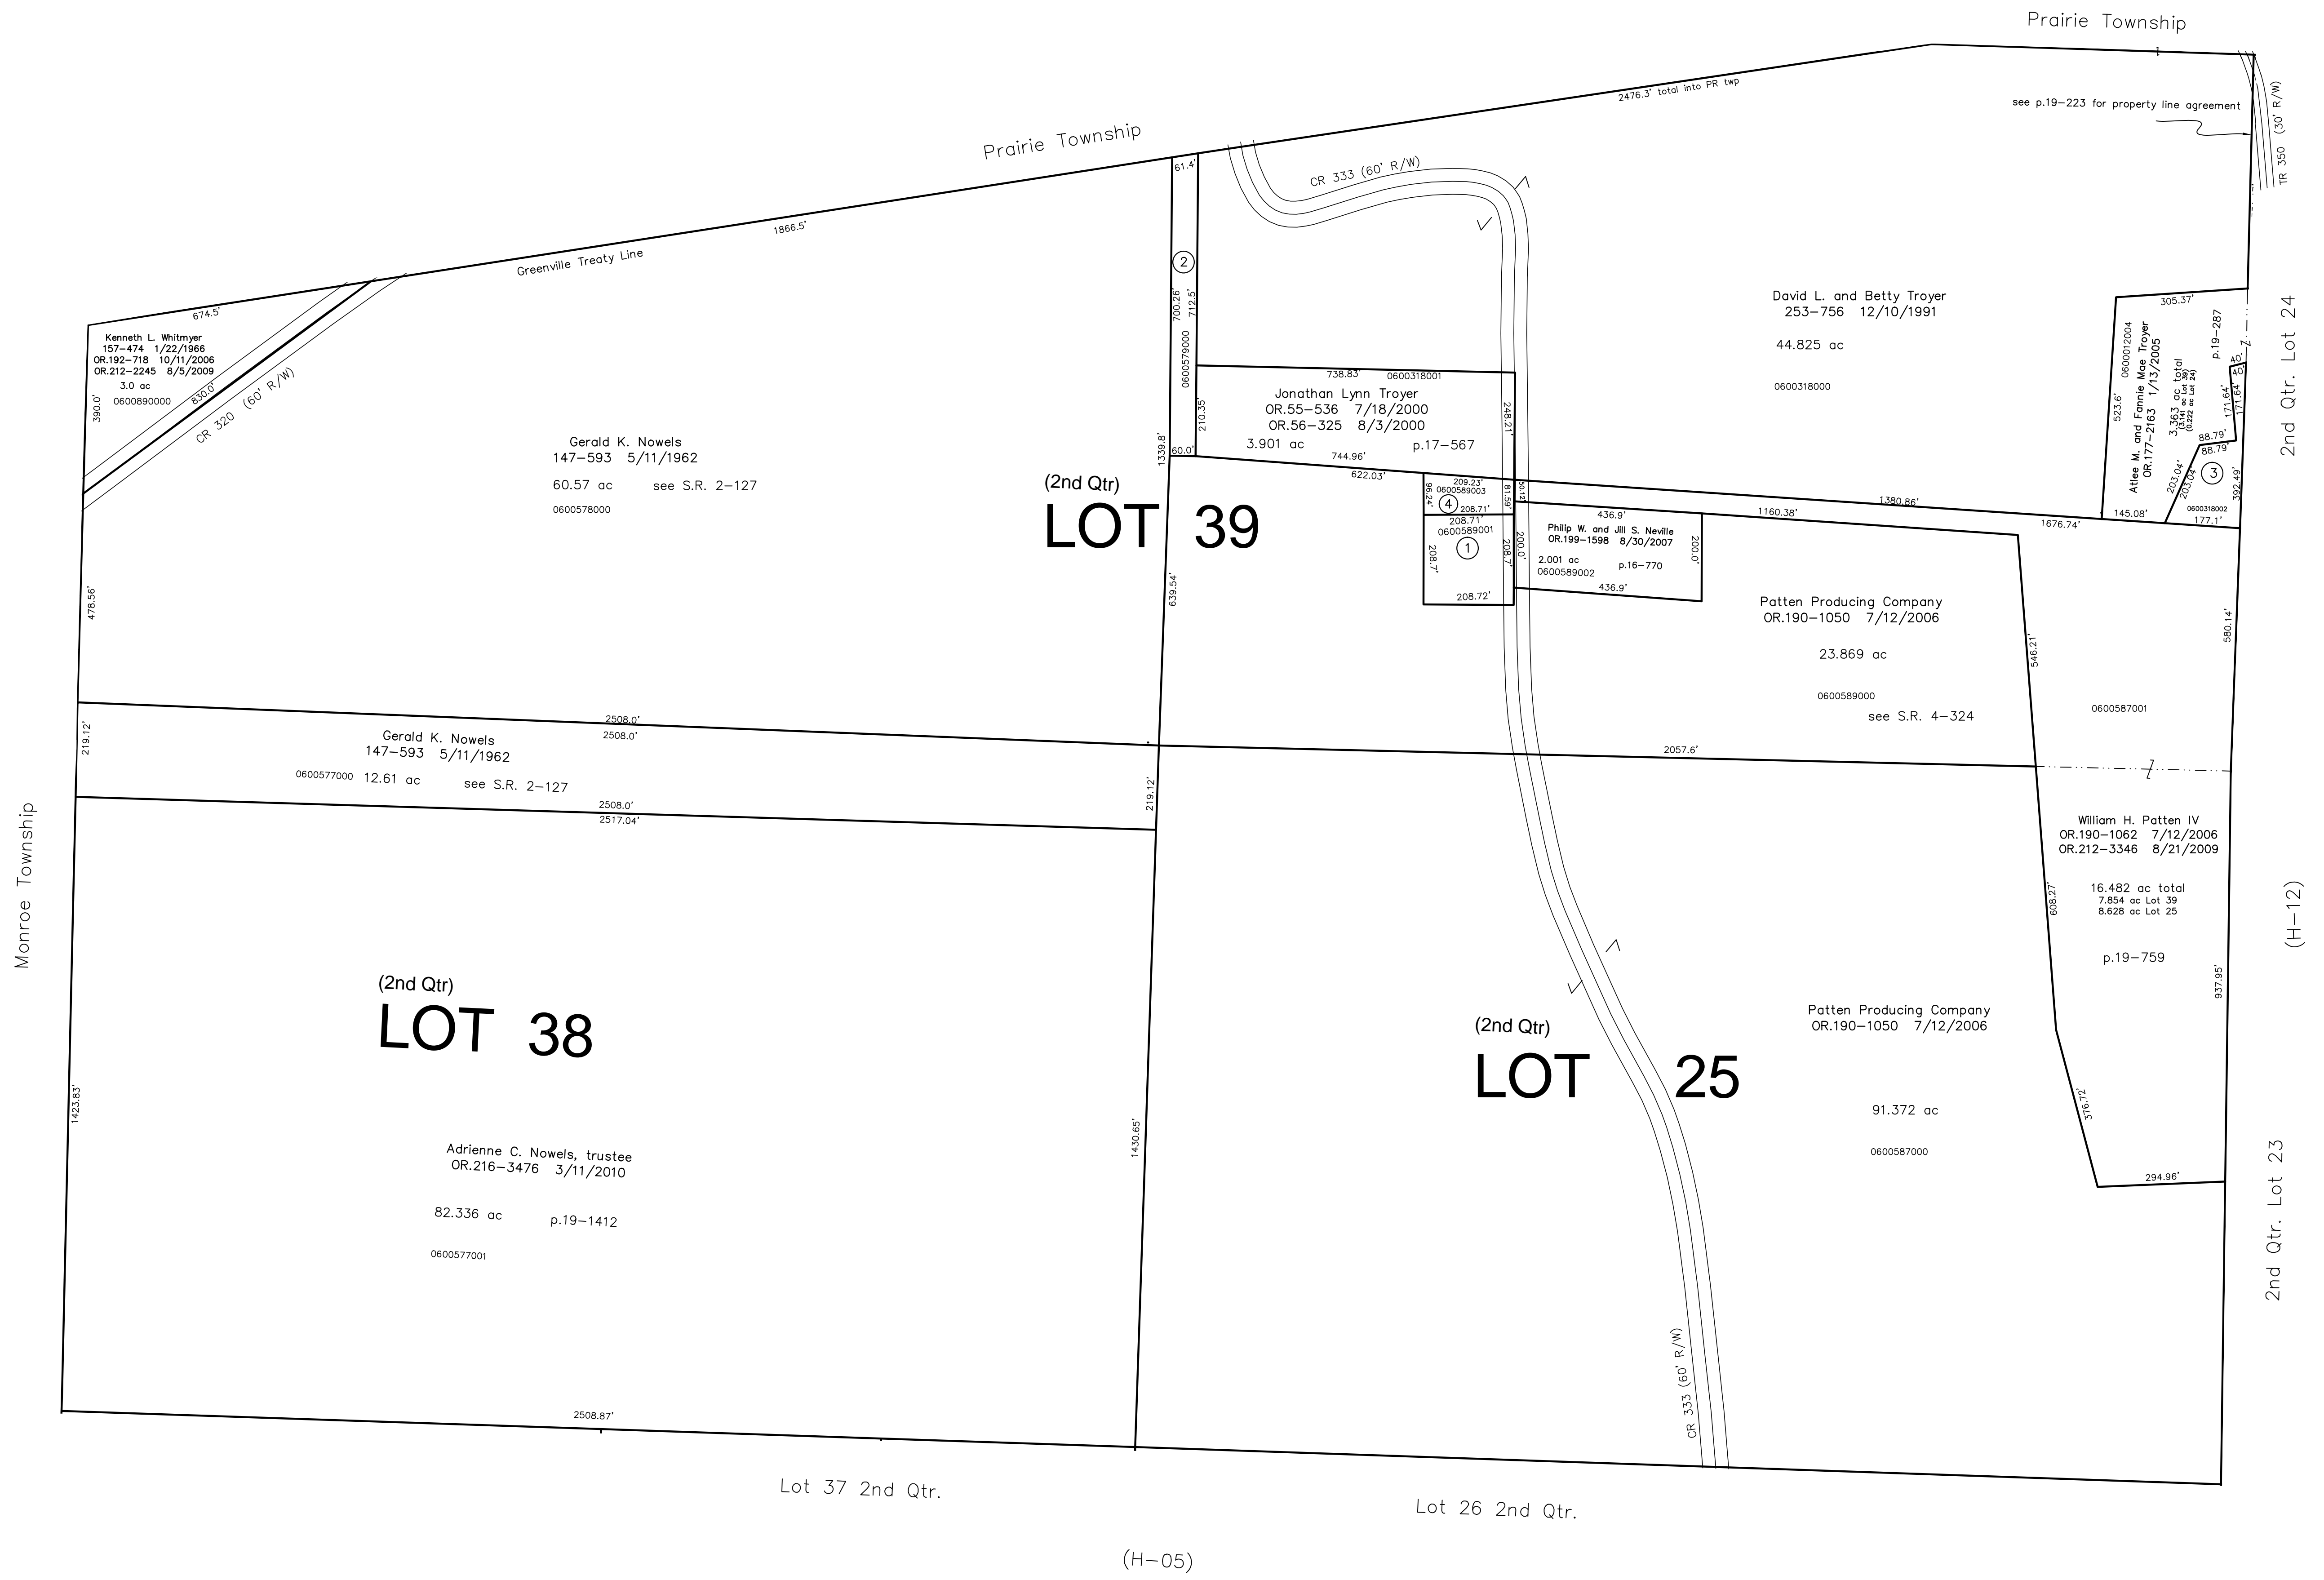 Prairie Township
2476.3' total into PR twp
see p.19-223 for property line agreement
TR 350 (30' R/W)
Prairie Township
CR 333 (60' R/W)
61.4'
1866.5'
Greenville Treaty Line
674.5'
Kenneth L. Whitmyer
157-474 1/22/1966
OR.192-718 10/11/2006
OR.212-2245 8/5/2009
3.0 ac
0600890000
390.0'
830.0'
CR 320 (60' R/W)
Gerald K. Nowels
147-593 5/11/1962
60.57 ac see S.R. 2-127
0600578000
478.56'
2
700.26'
712.5'
0600579000
1339.8'
60.0'
210.35'
738.83' 0600318001
Jonathan Lynn Troyer
OR.55-536 7/18/2000
OR.56-325 8/3/2000
3.901 ac p.17-567
248.21'
744.96'
622.03'
David L. and Betty Troyer
253-756 12/10/1991
44.825 ac
0600318000
305.37'
0600012004
523.6'
Atlee M. and Fannie Mae Troyer
OR.177-2163 1/13/2005
3.363 ac total
(3.141 ac Lot 39)
(0.222 ac Lot 24)
p.19-287
40'
40'
171.64'
171.64'
88.79'
88.79'
203.04'
203.04'
3
392.49'
0600318002
145.08'
177.1'
2nd Qtr. Lot 24
(2nd Qtr)
LOT 39
639.54'
209.23'
0600589003
96.24'
4
208.71'
81.59'
50.12'
208.71'
0600589001
1
208.7'
208.7'
208.72'
200.0'
436.9'
Philip W. and Jill S. Neville
OR.199-1598 8/30/2007
2.001 ac p.16-770
0600589002
200.0'
436.9'
1380.86'
1160.38'
1676.74'
Patten Producing Company
OR.190-1050 7/12/2006
23.869 ac
0600589000
see S.R. 4-324
546.21'
580.14'
0600587001
2057.6'
2508.0'
2508.0'
219.12'
Gerald K. Nowels
147-593 5/11/1962
0600577000 12.61 ac see S.R. 2-127
219.12'
2508.0'
2517.04'
Monroe Township
William H. Patten IV
OR.190-1062 7/12/2006
OR.212-3346 8/21/2009
16.482 ac total
7.854 ac Lot 39
8.628 ac Lot 25
p.19-759
608.27'
937.95'
(H-12)
(2nd Qtr)
LOT 38
1423.83'
1430.65'
(2nd Qtr)
LOT 25
Patten Producing Company
OR.190-1050 7/12/2006
91.372 ac
0600587000
376.72'
294.96'
2nd Qtr. Lot 23
Adrienne C. Nowels, trustee
OR.216-3476 3/11/2010
82.336 ac p.19-1412
0600577001
CR 333 (60' R/W)
2508.87'
Lot 37 2nd Qtr.
Lot 26 2nd Qtr.
(H-05)